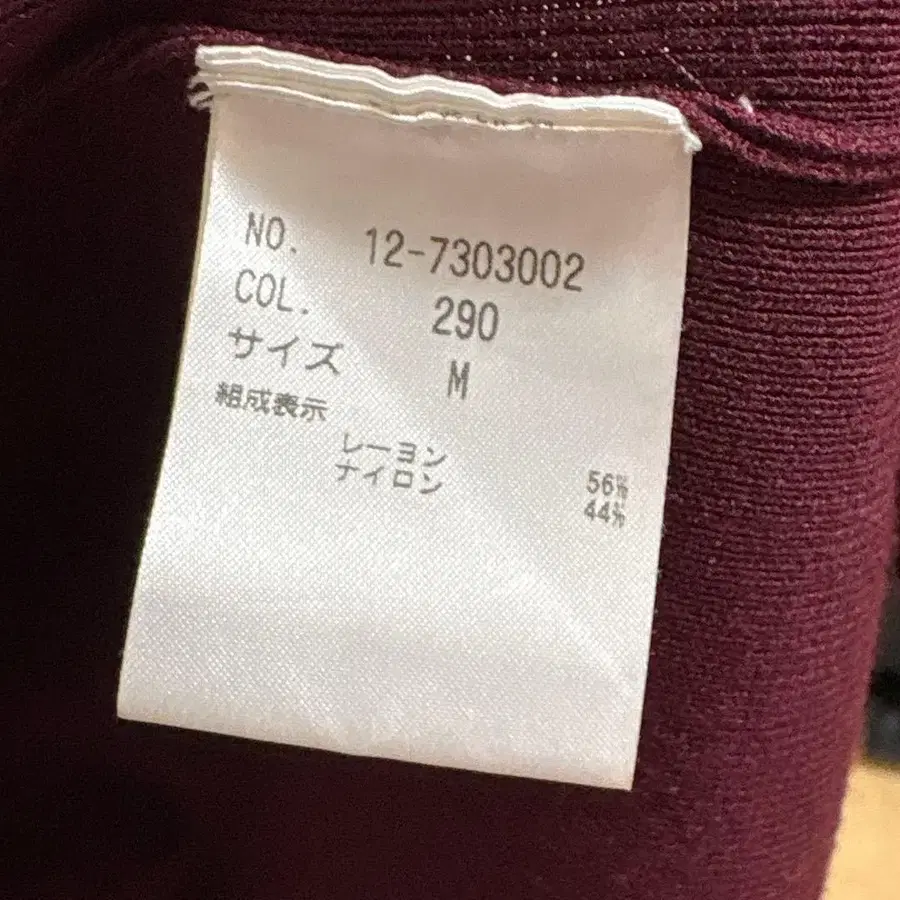 NO. 12-7303002
COL. 290
サイズ M
組成表示
レーヨン 56%
ナイロン 44%